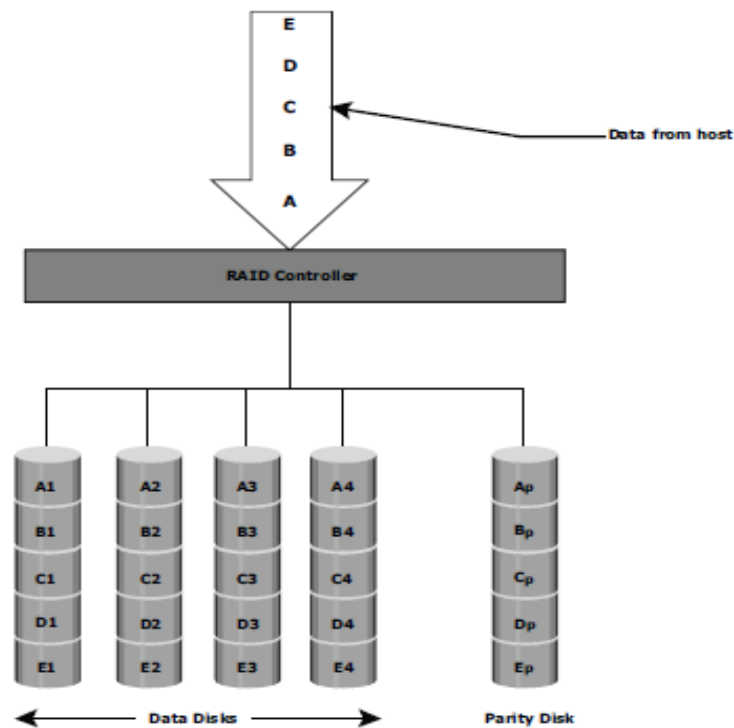 E
D
C
B
A
Data from host
RAID Controller
A1 A2 A3 A4 Ap
B1 B2 B3 B4 Bp
C1 C2 C3 C4 Cp
D1 D2 D3 D4 Dp
E1 E2 E3 E4 Ep
Data Disks Parity Disk